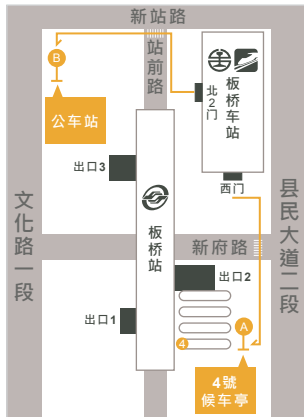 新站路
站前路
B
公车站
板桥车站
北2门
西门
出口3
文化路一段
县民大道二段
板桥站
新府路
出口2
出口1
4
A
4號
候车亭